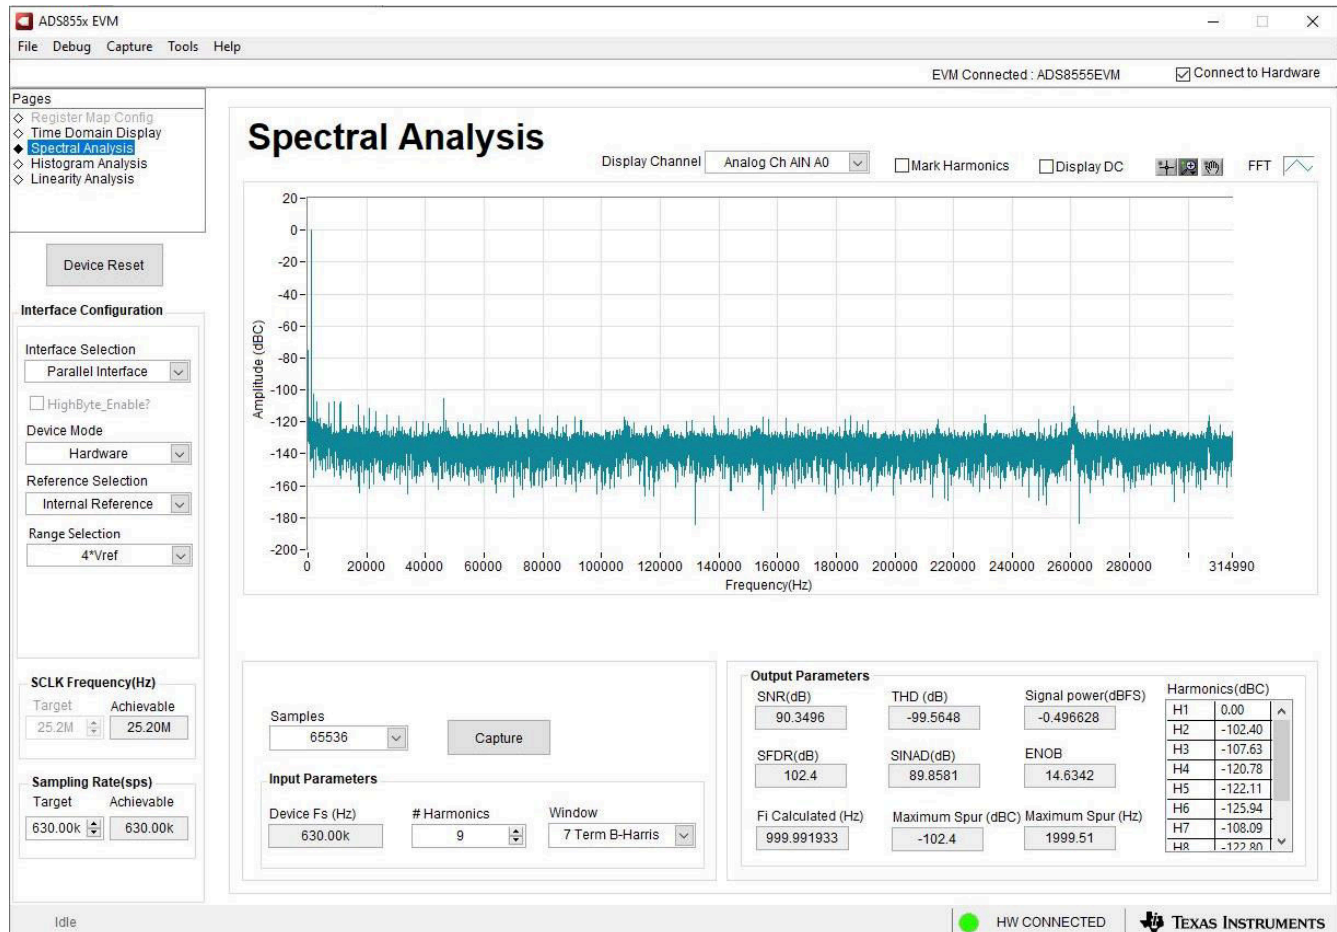 ADS855x EVM
File Debug Capture Tools Help
EVM Connected : ADS8555EVM Connect to Hardware
Pages
Register Map Config
Time Domain Display
Spectral Analysis
Histogram Analysis
Linearity Analysis
Device Reset
Interface Configuration
Interface Selection
Parallel Interface
HighByte_Enable?
Device Mode
Hardware
Reference Selection
Internal Reference
Range Selection
4*Vref
SCLK Frequency(Hz)
Target Achievable
25.2M 25.20M
Sampling Rate(sps)
Target Achievable
630.00k 630.00k
Spectral Analysis
Display Channel Analog Ch AIN A0 Mark Harmonics Display DC FFT
Amplitude (dBC)
20
0
-20
-40
-60
-80
-100
-120
-140
-160
-180
-200
0 20000 40000 60000 80000 100000 120000 140000 160000 180000 200000 220000 240000 260000 280000 314990
Frequency(Hz)
Samples
65536
Capture
Input Parameters
Device Fs (Hz) # Harmonics Window
630.00k 9 7 Term B-Harris
Output Parameters
SNR(dB) THD (dB) Signal power(dBFS)
90.3496 -99.5648 -0.496628
SFDR(dB) SINAD(dB) ENOB
102.4 89.8581 14.6342
Fi Calculated (Hz) Maximum Spur (dBC) Maximum Spur (Hz)
999.991933 -102.4 1999.51
Harmonics(dBC)
H1 0.00
H2 -102.40
H3 -107.63
H4 -120.78
H5 -122.11
H6 -125.94
H7 -108.09
H8 -122.80
Idle HW CONNECTED TEXAS INSTRUMENTS